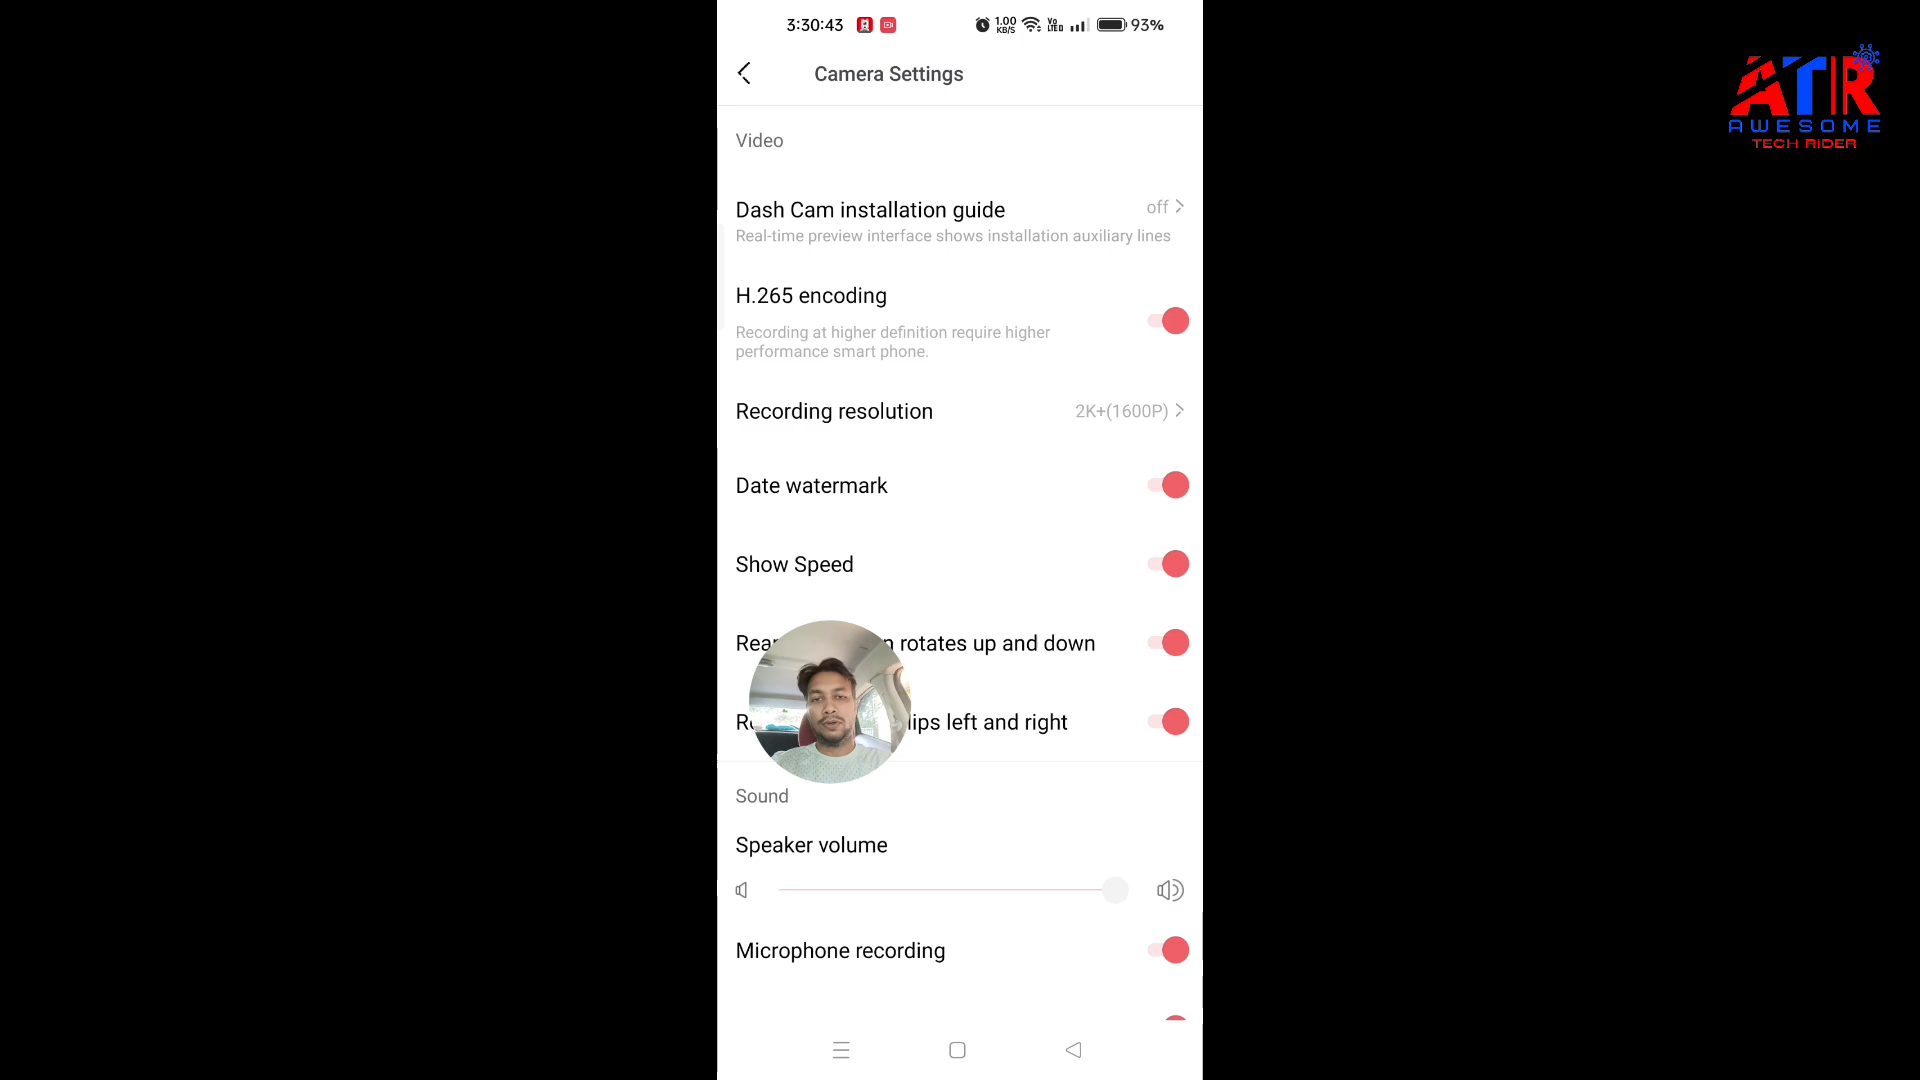 3:30:43
1.00 KB/S
Vo LTE
93%
Camera Settings
ATR
AWESOME
TECH RIDER
Video
Dash Cam installation guide
off
Real-time preview interface shows installation auxiliary lines
H.265 encoding
Recording at higher definition require higher
performance smart phone.
Recording resolution
2K+(1600P)
Date watermark
Show Speed
rotates up and down
left and right
Sound
Speaker volume
Microphone recording